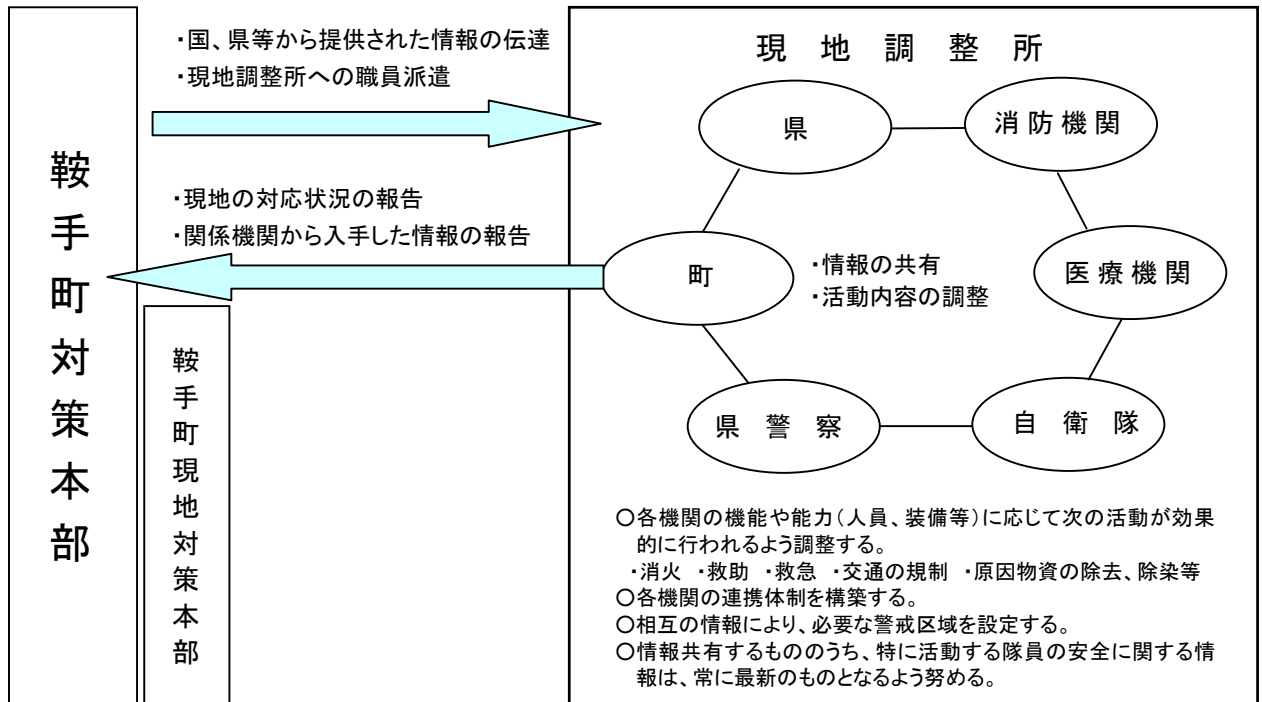 鞍手町対策本部
・国、県等から提供された情報の伝達
・現地調整所への職員派遣
・現地の対応状況の報告
・関係機関から入手した情報の報告
鞍手町現地対策本部
現地調整所
県
消防機関
町
・情報の共有
・活動内容の調整
医療機関
県警察
自衛隊
○各機関の機能や能力(人員、装備等)に応じて次の活動が効果
的に行われるよう調整する。
・消火 ・救助 ・救急 ・交通の規制 ・原因物資の除去、除染等
○各機関の連携体制を構築する。
○相互の情報により、必要な警戒区域を設定する。
○情報共有するもののうち、特に活動する隊員の安全に関する情
報は、常に最新のものとなるよう努める。